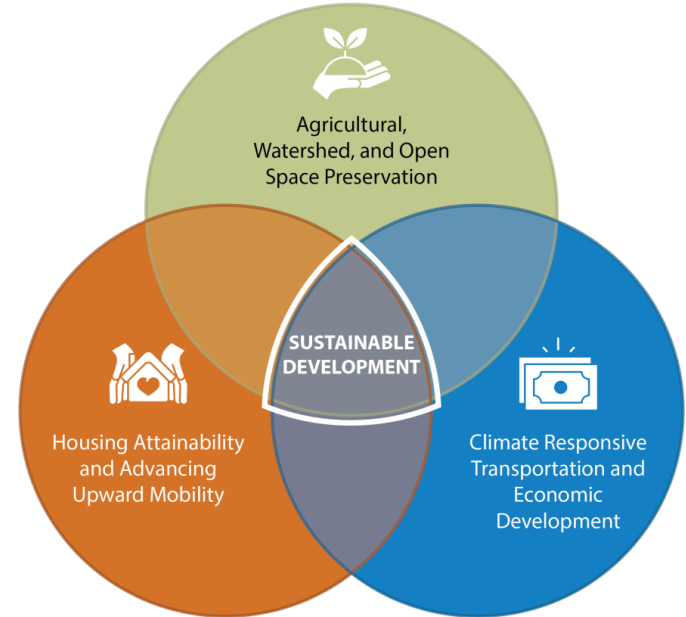 Agricultural,
Watershed, and Open
Space Preservation
SUSTAINABLE
DEVELOPMENT
Housing Attainability
and Advancing
Upward Mobility
Climate Responsive
Transportation and
Economic
Development